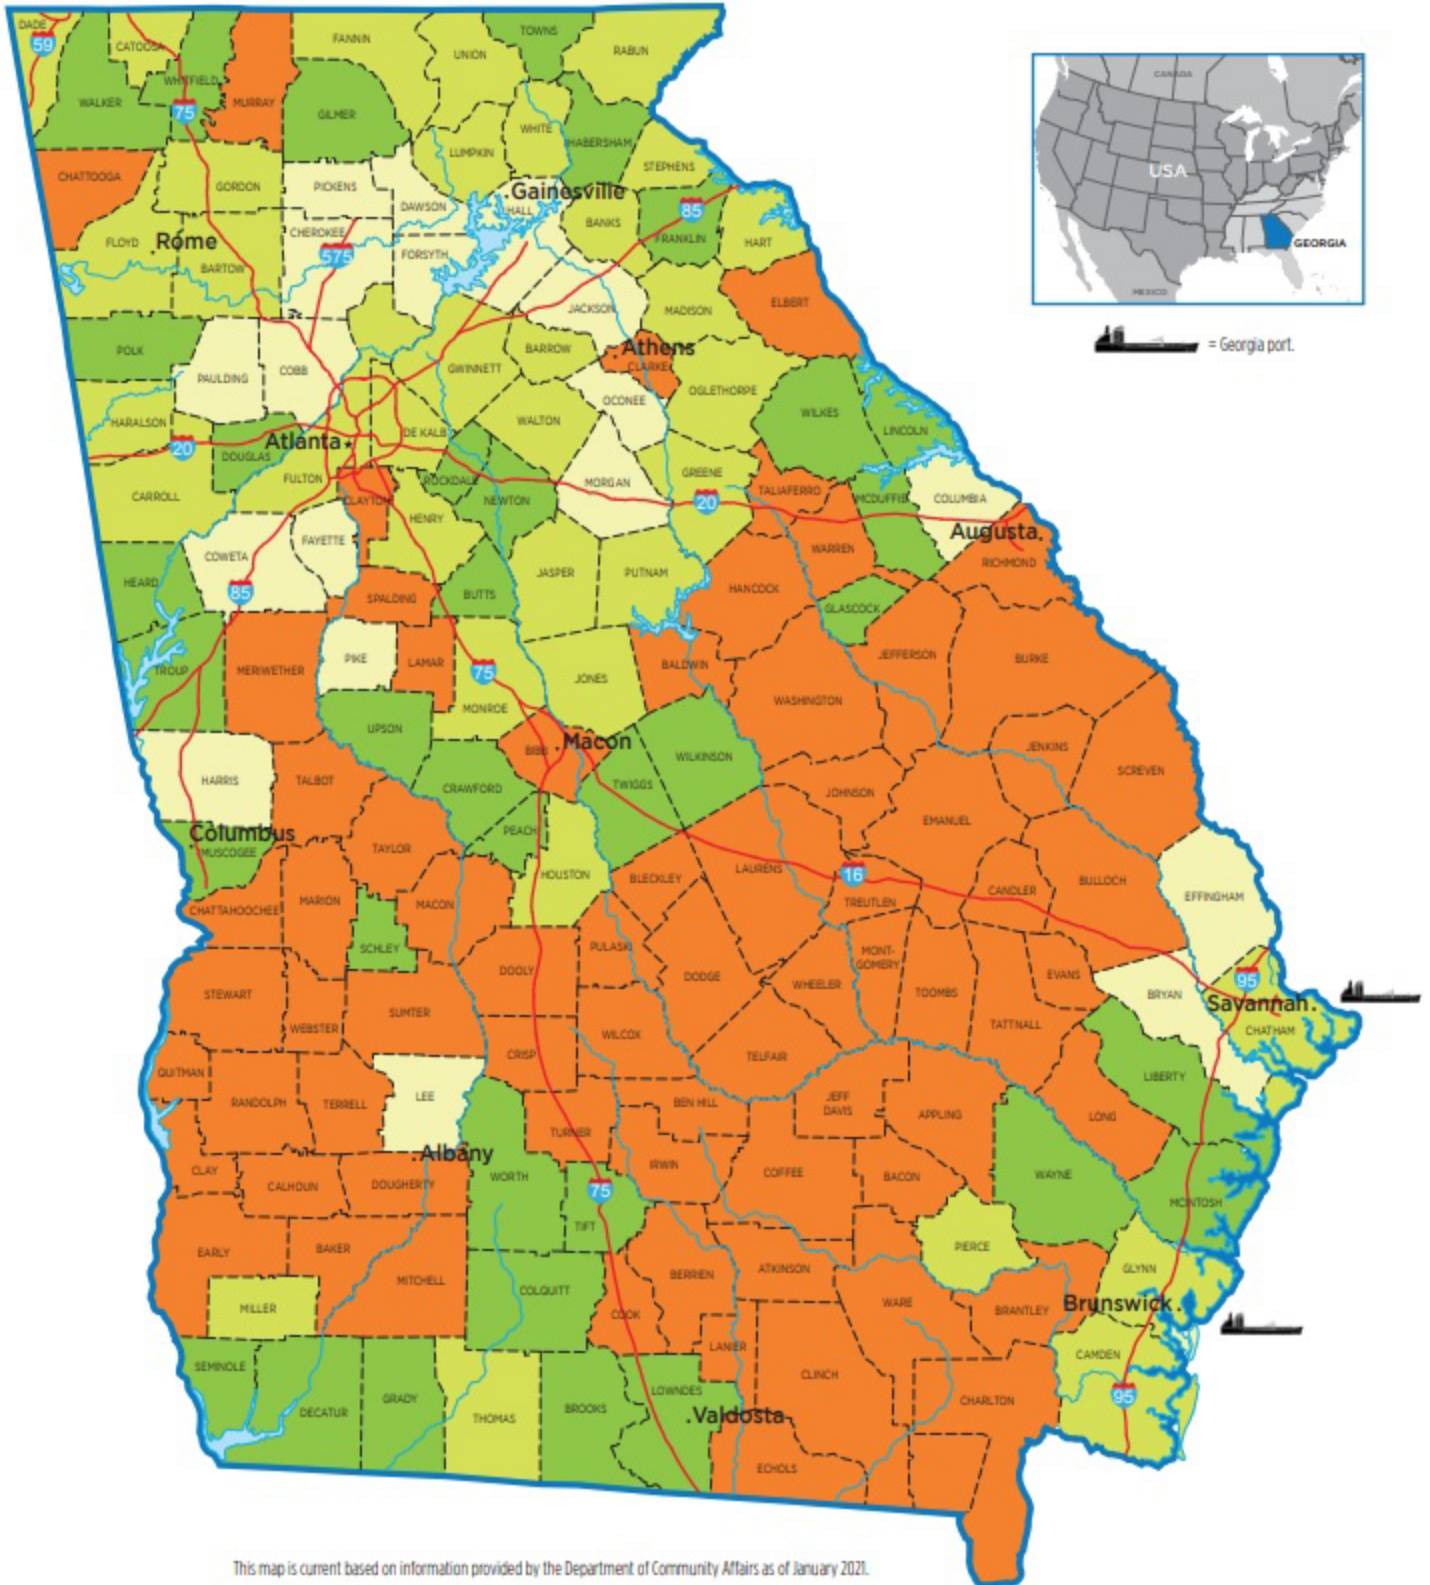 DADE
59
CATOOSA
WHITFIELD
WALKER
75
MURRAY
FANNIN
GILMER
UNION
TOWNS
RABUN
WHITE
LUMPKIN
HABERSHAM
STEPHENS
CHATTOOGA
GORDON
PICKENS
DAWSON
Gainesville
HALL
BANKS
85
FRANKLIN
HART
FLOYD
Rome
BARTOW
CHEROKEE
575
FORSYTH
JACKSON
MADISON
ELBERT
POLK
PAULDING
COBB
GWINNETT
BARROW
Athens
CLARKE
OGLETHORPE
OCONEE
WILKES
LINCOLN
HARALSON
20
DOUGLAS
Atlanta
DE KALB
WALTON
FULTON
CARROLL
CLAYTON
ROCKDALE
NEWTON
HENRY
MORGAN
GREENE
20
TALIAFERRO
MCDUFFIE
COLUMBIA
Augusta
RICHMOND
WARREN
COWETA
FAYETTE
HEARD
85
SPALDING
BUTTS
JASPER
PUTNAM
HANCOCK
GLASCOCK
TROUP
MERIWETHER
PIKE
LAMAR
75
MONROE
JONES
BALDWIN
WASHINGTON
JEFFERSON
BURKE
UPSON
BIBB
Macon
WILKINSON
TWIGGS
JENKINS
SCREVEN
HARRIS
TALBOT
CRAWFORD
PEACH
JOHNSON
EMANUEL
Columbus
MUSCOGEE
TAYLOR
HOUSTON
BLECKLEY
LAURENS
16
TREUTLEN
CANDLER
BULLOCH
EFFINGHAM
CHATTAHOOCHEE
MARION
MACON
SCHLEY
DOOLY
PULASKI
DODGE
WHEELER
MONT-
GOMERY
TOOMBS
EVANS
TATTNALL
BRYAN
95
Savannah
CHATHAM
STEWART
WEBSTER
SUMTER
CRISP
WILCOX
TELFAIR
LIBERTY
QUITMAN
RANDOLPH
TERRELL
LEE
TURNER
BEN HILL
JEFF
DAVIS
APPLING
LONG
Albany
CLAY
CALHOUN
DOUGHERTY
WORTH
75
TIFT
IRWIN
COFFEE
BACON
WAYNE
MCINTOSH
EARLY
BAKER
MITCHELL
MILLER
COLQUITT
COOK
BERRIEN
ATKINSON
PIERCE
WARE
BRANTLEY
GLYNN
Brunswick
SEMINOLE
DECATUR
GRADY
THOMAS
BROOKS
LOWNDES
LANIER
CLINCH
CHARLTON
CAMDEN
95
Valdosta
ECHOLS
CANADA
USA
GEORGIA
MEXICO
= Georgia port.
This map is current based on information provided by the Department of Community Affairs as of January 2021.